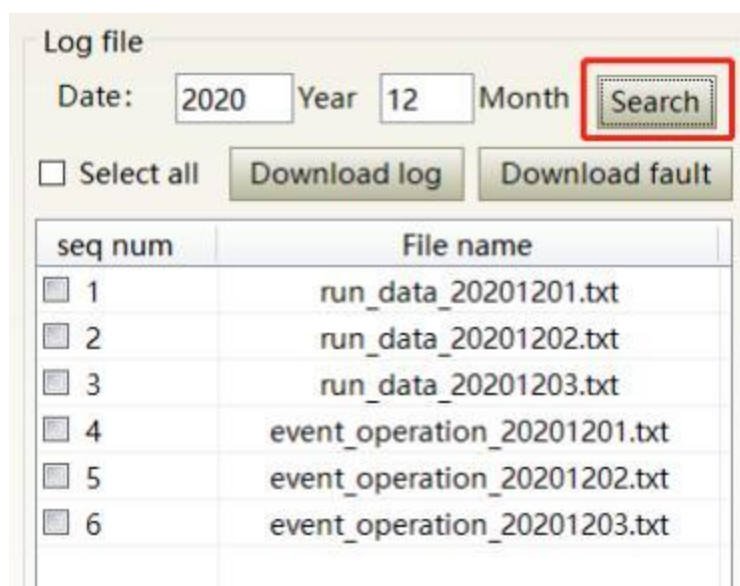 Log file
Date: 2020 Year 12 Month Search
Select all Download log Download fault
seq num File name
1 run_data_20201201.txt
2 run_data_20201202.txt
3 run_data_20201203.txt
4 event_operation_20201201.txt
5 event_operation_20201202.txt
6 event_operation_20201203.txt